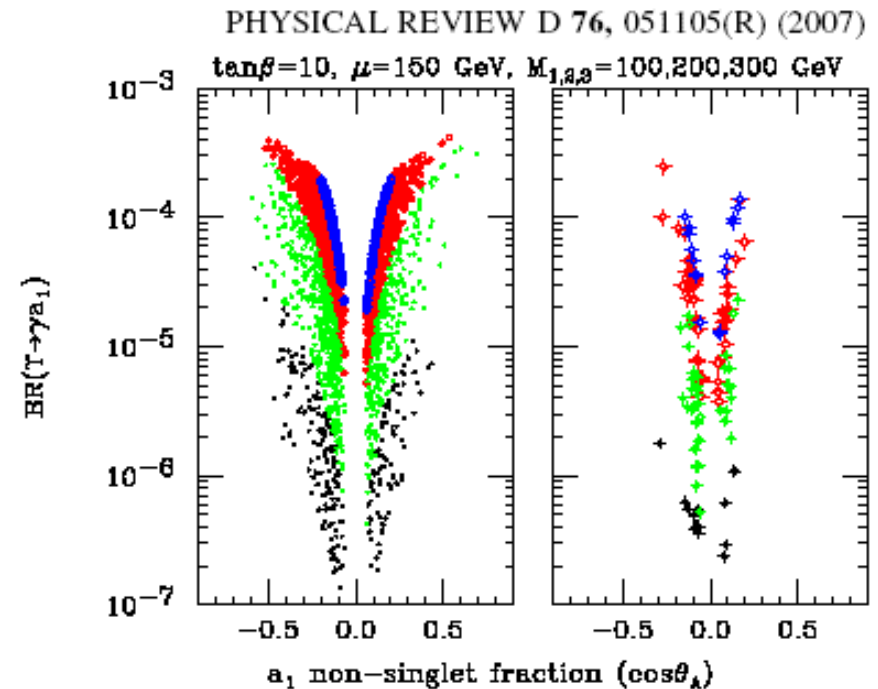 PHYSICAL REVIEW D 76, 051105(R) (2007)
tanβ=10, μ=150 GeV, M₁,₂,₃=100,200,300 GeV
10⁻³
10⁻⁴
10⁻⁵
10⁻⁶
10⁻⁷
BR(Υ→γa₁)
−0.5 0.0 0.5 −0.5 0.0 0.5
a₁ non−singlet fraction (cosθ_A)